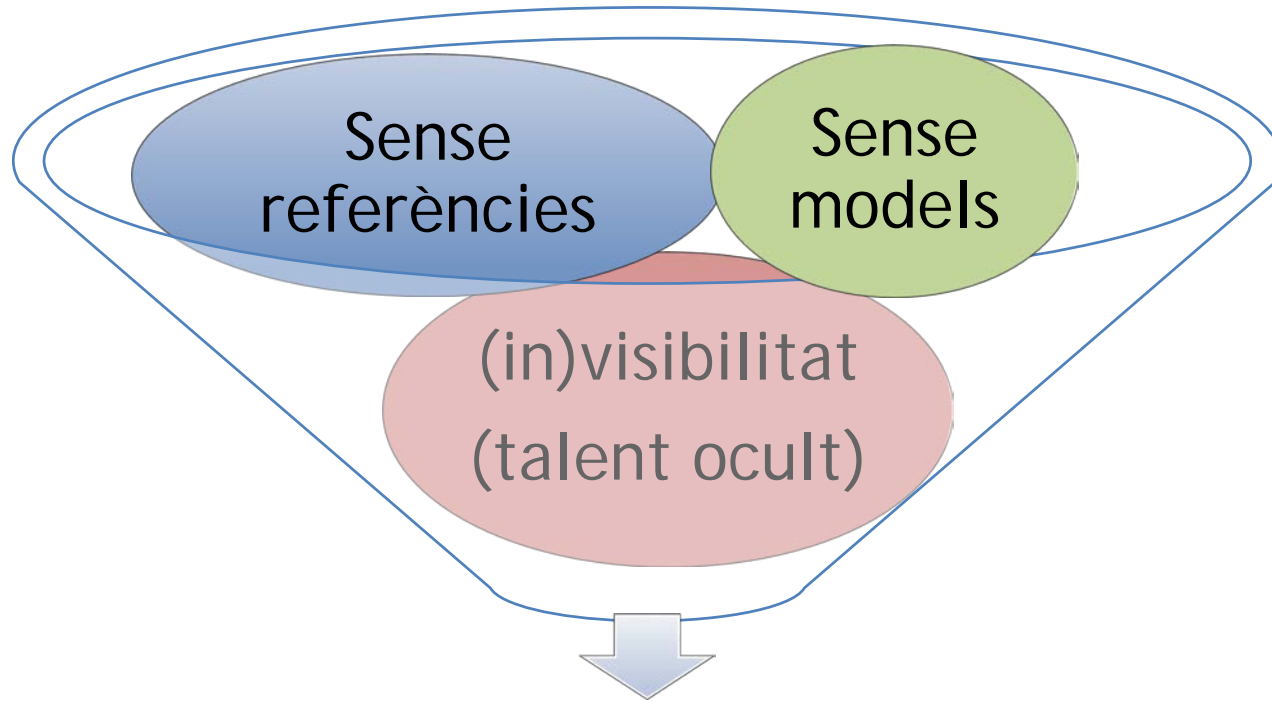 Sense
referències
Sense
models
(in)visibilitat
(talent ocult)